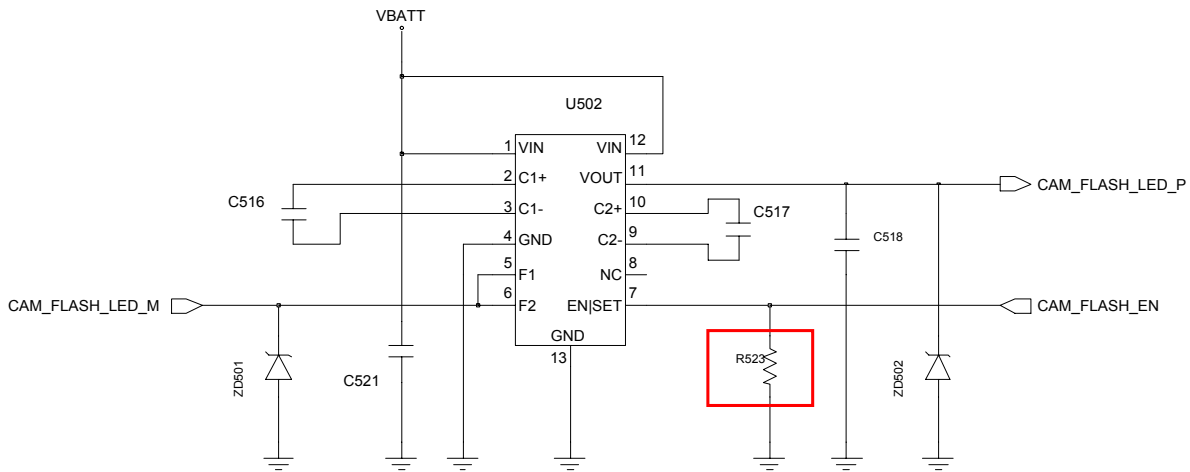 VBATT
U502
1 VIN VIN 12
2 C1+ VOUT 11
CAM_FLASH_LED_P
C516
3 C1- C2+ 10
C517
4 GND C2- 9
C518
5 F1 NC 8
CAM_FLASH_LED_M
6 F2 EN|SET 7
CAM_FLASH_EN
GND
13
ZD501
C521
R523
ZD502